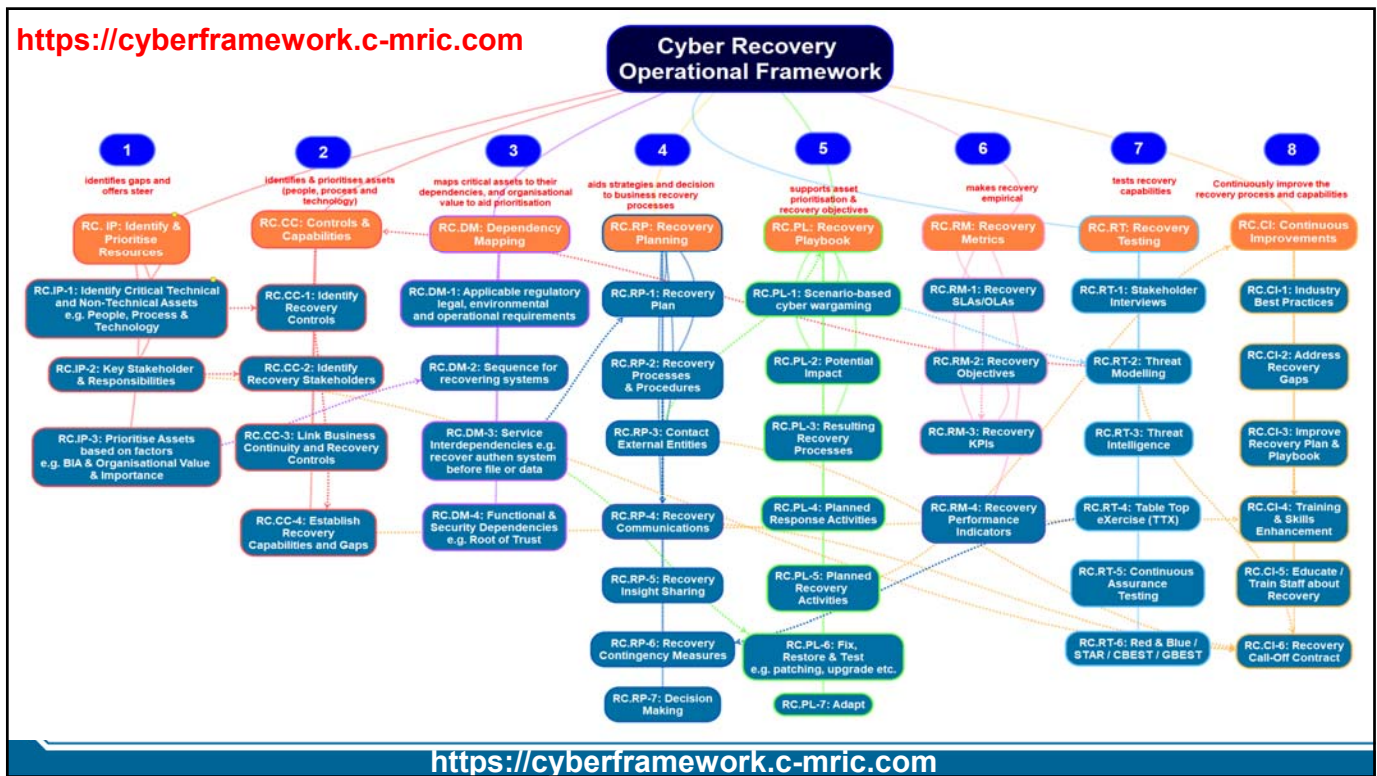 https://cyberframework.c-mric.com
Cyber Recovery
Operational Framework
1
identifies gaps and
offers steer
RC. IP: Identify &
Prioritise
Resources
RC.IP-1: Identify Critical Technical
and Non-Technical Assets
e.g. People, Process &
Technology
RC.IP-2: Key Stakeholder
& Responsibilities
RC.IP-3: Prioritise Assets
based on factors
e.g. BIA & Organisational Value
& Importance
2
identifies & prioritises assets
(people, process and
technology)
RC.CC: Controls &
Capabilities
RC.CC-1: Identify
Recovery
Controls
RC.CC-2: Identify
Recovery Stakeholders
RC.CC-3: Link Business
Continuity and Recovery
Controls
RC.CC-4: Establish
Recovery
Capabilities and Gaps
3
maps critical assets to their
dependencies, and organisational
value to aid prioritisation
RC.DM: Dependency
Mapping
RC.DM-1: Applicable regulatory
legal, environmental
and operational requirements
RC.DM-2: Sequence for
recovering systems
RC.DM-3: Service
Interdependencies e.g.
recover authen system
before file or data
RC.DM-4: Functional &
Security Dependencies
e.g. Root of Trust
4
aids strategies and decision
to business recovery
processes
RC.RP: Recovery
Planning
RC.RP-1: Recovery
Plan
RC.RP-2: Recovery
Processes
& Procedures
RC.RP-3: Contact
External Entities
RC.RP-4: Recovery
Communications
RC.RP-5: Recovery
Insight Sharing
RC.RP-6: Recovery
Contingency Measures
RC.RP-7: Decision
Making
5
supports asset
prioritisation &
recovery objectives
RC.PL: Recovery
Playbook
RC.PL-1: Scenario-based
cyber wargaming
RC.PL-2: Potential
Impact
RC.PL-3: Resulting
Recovery
Processes
RC.PL-4: Planned
Response Activities
RC.PL-5: Planned
Recovery
Activities
RC.PL-6: Fix,
Restore & Test
e.g. patching, upgrade etc.
RC.PL-7: Adapt
6
makes recovery
empirical
RC.RM: Recovery
Metrics
RC.RM-1: Recovery
SLAs/OLAs
RC.RM-2: Recovery
Objectives
RC.RM-3: Recovery
KPIs
RC.RM-4: Recovery
Performance
Indicators
7
tests recovery
capabilities
RC.RT: Recovery
Testing
RC.RT-1: Stakeholder
Interviews
RC.RT-2: Threat
Modelling
RC.RT-3: Threat
Intelligence
RC.RT-4: Table Top
eXercise (TTX)
RC.RT-5: Continuous
Assurance
Testing
RC.RT-6: Red & Blue /
STAR / CBEST / GBEST
8
Continuously improve the
recovery process and capabilities
RC.CI: Continuous
Improvements
RC.CI-1: Industry
Best Practices
RC.CI-2: Address
Recovery
Gaps
RC.CI-3: Improve
Recovery Plan &
Playbook
RC.CI-4: Training
& Skills
Enhancement
RC.CI-5: Educate /
Train Staff about
Recovery
RC.CI-6: Recovery
Call-Off Contract
https://cyberframework.c-mric.com